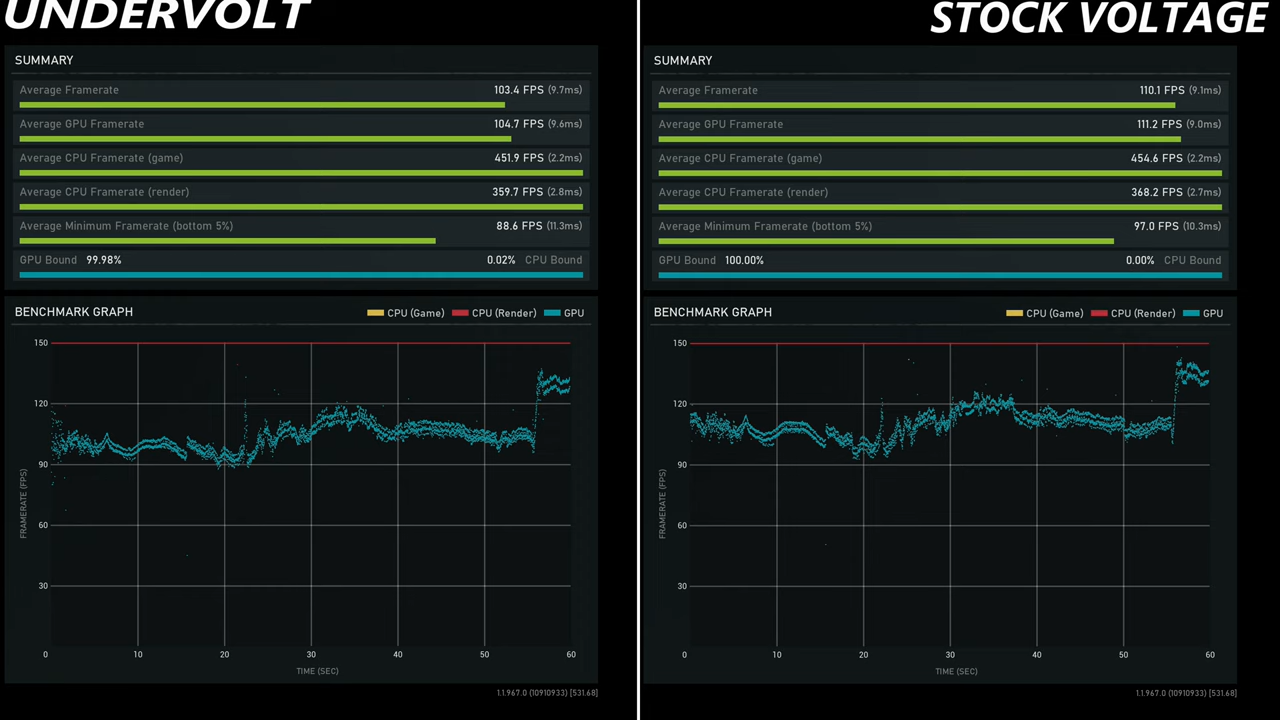 UNDERVOLT
SUMMARY
Average Framerate 103.4 FPS (9.7ms)
Average GPU Framerate 104.7 FPS (9.6ms)
Average CPU Framerate (game) 451.9 FPS (2.2ms)
Average CPU Framerate (render) 359.7 FPS (2.8ms)
Average Minimum Framerate (bottom 5%) 88.6 FPS (11.3ms)
GPU Bound 99.98% 0.02% CPU Bound
BENCHMARK GRAPH CPU (Game) CPU (Render) GPU
150
120
90
60
30
FRAMERATE (FPS)
0 10 20 30 40 50 60
TIME (SEC)
1.1.967.0 (10910933) [531.68]
STOCK VOLTAGE
SUMMARY
Average Framerate 110.1 FPS (9.1ms)
Average GPU Framerate 111.2 FPS (9.0ms)
Average CPU Framerate (game) 454.6 FPS (2.2ms)
Average CPU Framerate (render) 368.2 FPS (2.7ms)
Average Minimum Framerate (bottom 5%) 97.0 FPS (10.3ms)
GPU Bound 100.00% 0.00% CPU Bound
BENCHMARK GRAPH CPU (Game) CPU (Render) GPU
150
120
90
60
30
FRAMERATE (FPS)
0 10 20 30 40 50 60
TIME (SEC)
1.1.967.0 (10910933) [531.68]